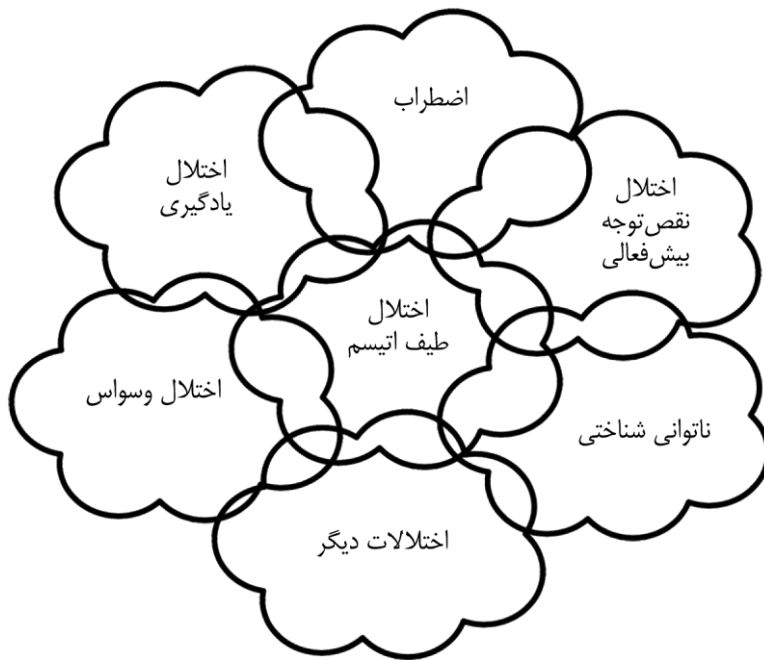 اضطراب
اختلال
نقص‌توجه
بیش‌فعالی
اختلال
یادگیری
اختلال
طیف اتیسم
اختلال وسواس
ناتوانی شناختی
اختلالات دیگر